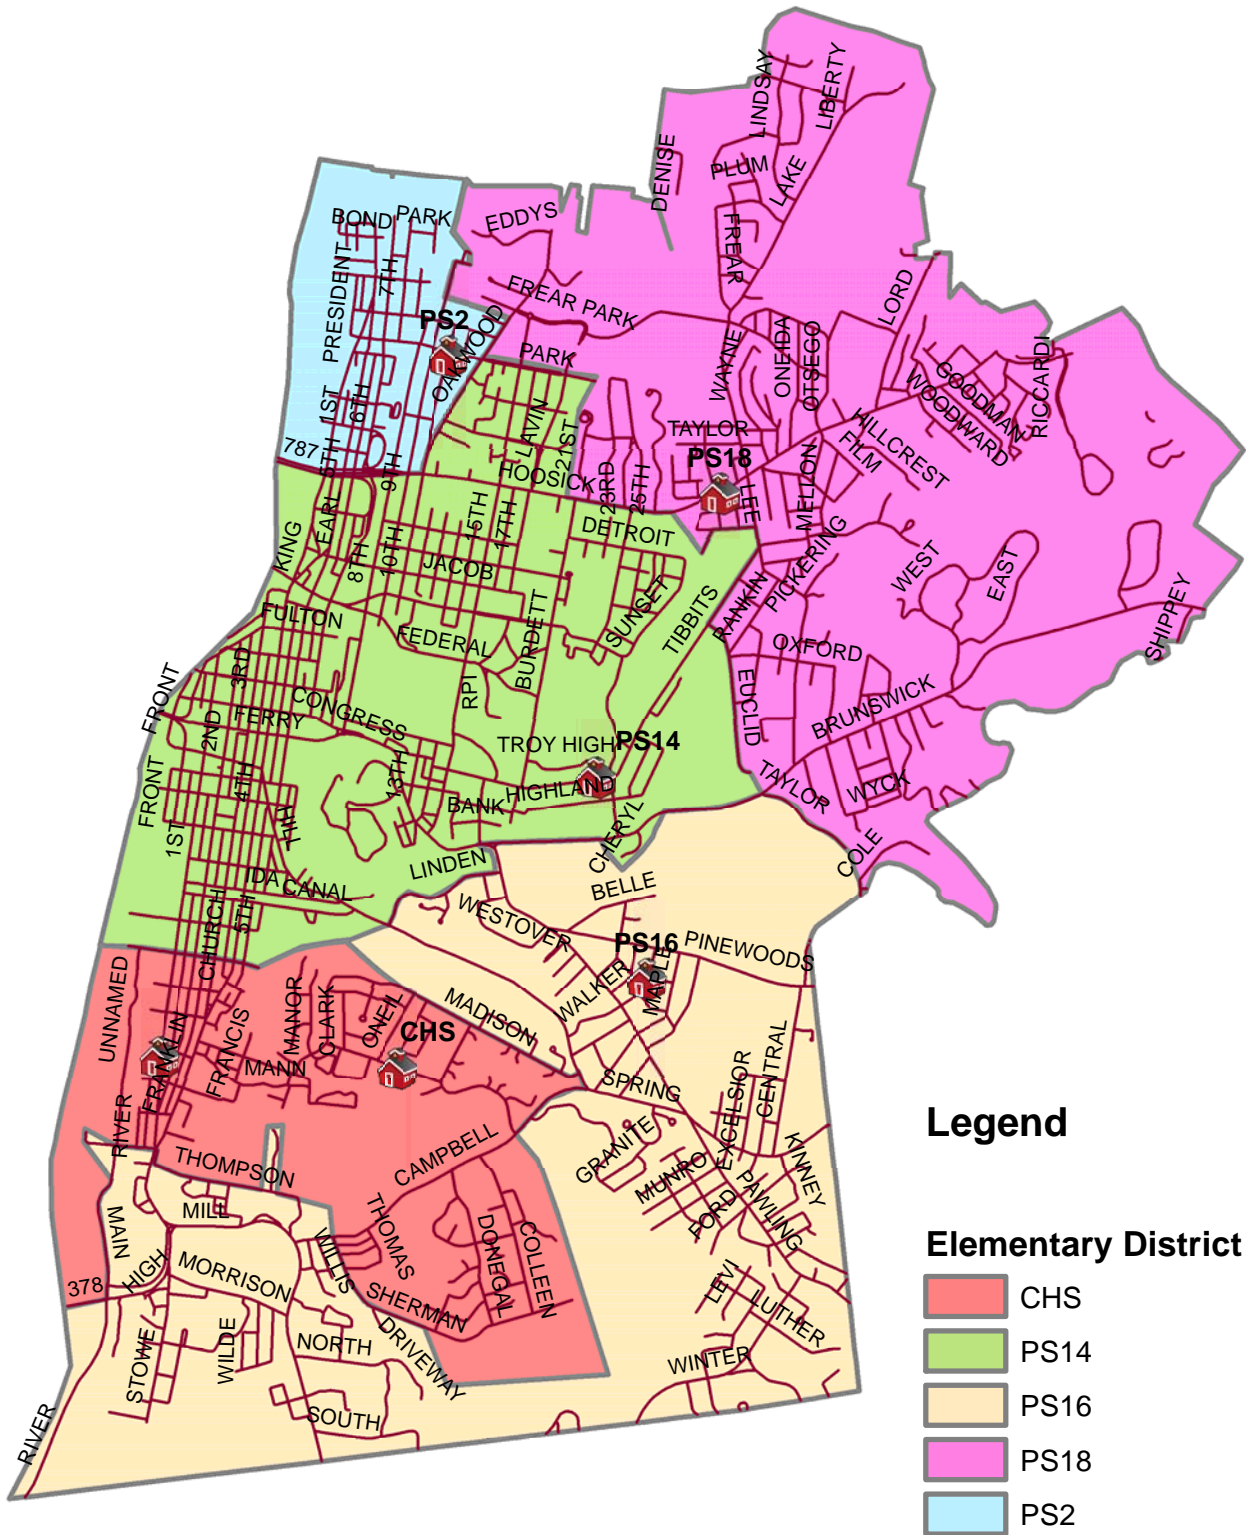 LINDSAY
LIBERTY
DENISE
PLUM
LAKE
BOND
PARK
EDDYS
FREAR
PRESIDENT
7TH
FREAR PARK
LORD
PS2
OAKWOOD
PARK
WAYNE
ONEIDA
OTSEGO
RICCARDI
GOODMAN
WOODWARD
1ST
6TH
LAVIN
21ST
TAYLOR
HILLCREST
FILM
787
5TH
9TH
HOOSICK
23RD
25TH
PS18
LEE
MELLON
EARL
KING
8TH
10TH
15TH
17TH
JACOB
DETROIT
PICKERING
WEST
EAST
SHIPPEY
FULTON
FEDERAL
BURDETT
SUNSET
TIBBITS
RANKIN
OXFORD
3RD
FRONT
2ND
FERRY
CONGRESS
RPI
EUCLID
BRUNSWICK
TROY HIGH
PS14
FRONT
4TH
13TH
BANK
HIGHLAND
TAYLOR
WYCK
1ST
HILL
CHERYL
COLE
LINDEN
IDA
CANAL
BELLE
CHURCH
5TH
WESTOVER
PS16
PINEWOODS
UNNAMED
MANOR
CLARK
ONEIL
WALKER
MAPLE
MADISON
CHS
FRANKLIN
FRANCIS
MANN
SPRING
EXCELSIOR
CENTRAL
RIVER
THOMPSON
CAMPBELL
GRANITE
MUNRO
FORD
PAWLING
KINNEY
MAIN
MILL
WILLIS
THOMAS
DONEGAL
COLLEEN
378
HIGH
MORRISON
SHERMAN
LEVI
LUTHER
STOWE
WILDE
NORTH
DRIVEWAY
WINTER
RIVER
SOUTH
Legend
Elementary District
CHS
PS14
PS16
PS18
PS2